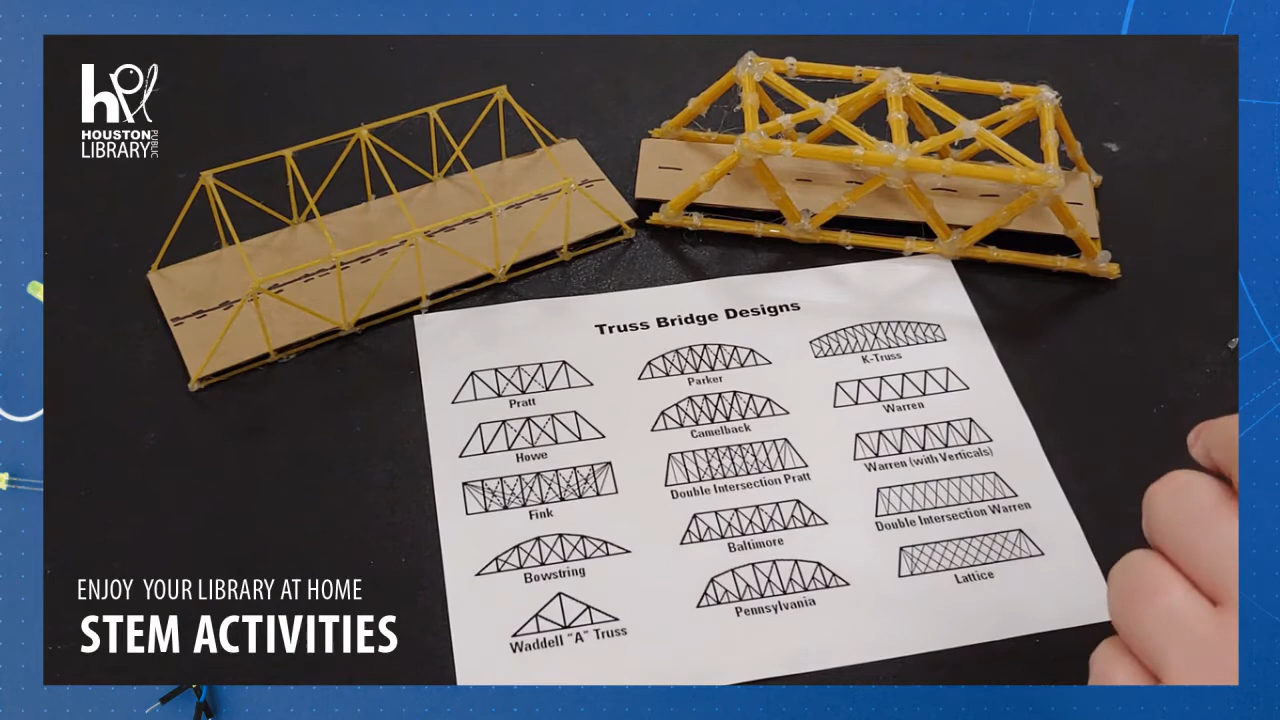 hpl
HOUSTON
LIBRARY
PUBLIC
Truss Bridge Designs
Pratt
Howe
Fink
Bowstring
Waddell "A" Truss
Parker
Camelback
Double Intersection Pratt
Baltimore
Pennsylvania
K-Truss
Warren
Warren (with Verticals)
Double Intersection Warren
Lattice
ENJOY YOUR LIBRARY AT HOME
STEM ACTIVITIES